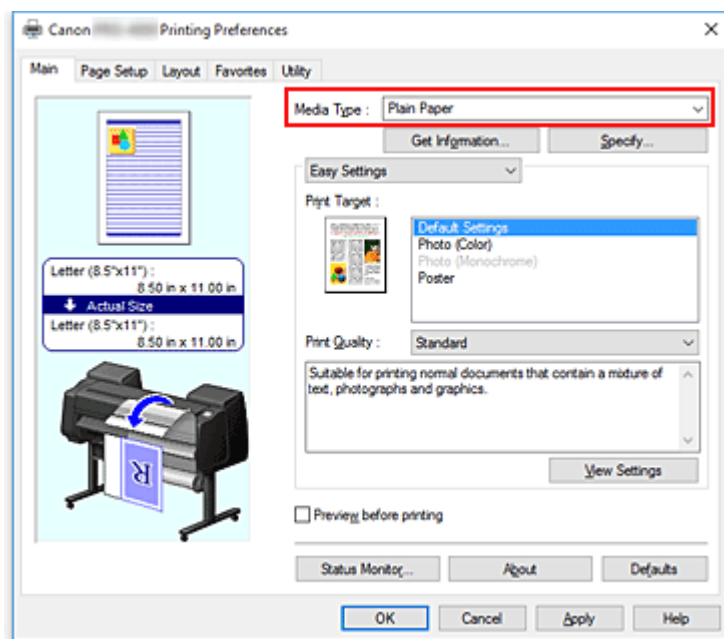 Canon Printing Preferences
Main Page Setup Layout Favorites Utility
Media Type : Plain Paper
Get Information... Specify...
Easy Settings
Print Target :
Default Settings
Photo (Color)
Photo (Monochrome)
Poster
Letter (8.5"x11") :
8.50 in x 11.00 in
Actual Size
Letter (8.5"x11") :
8.50 in x 11.00 in
R
Print Quality : Standard
Suitable for printing normal documents that contain a mixture of
text, photographs and graphics.
View Settings
Preview before printing
Status Monitor... About Defaults
OK Cancel Apply Help